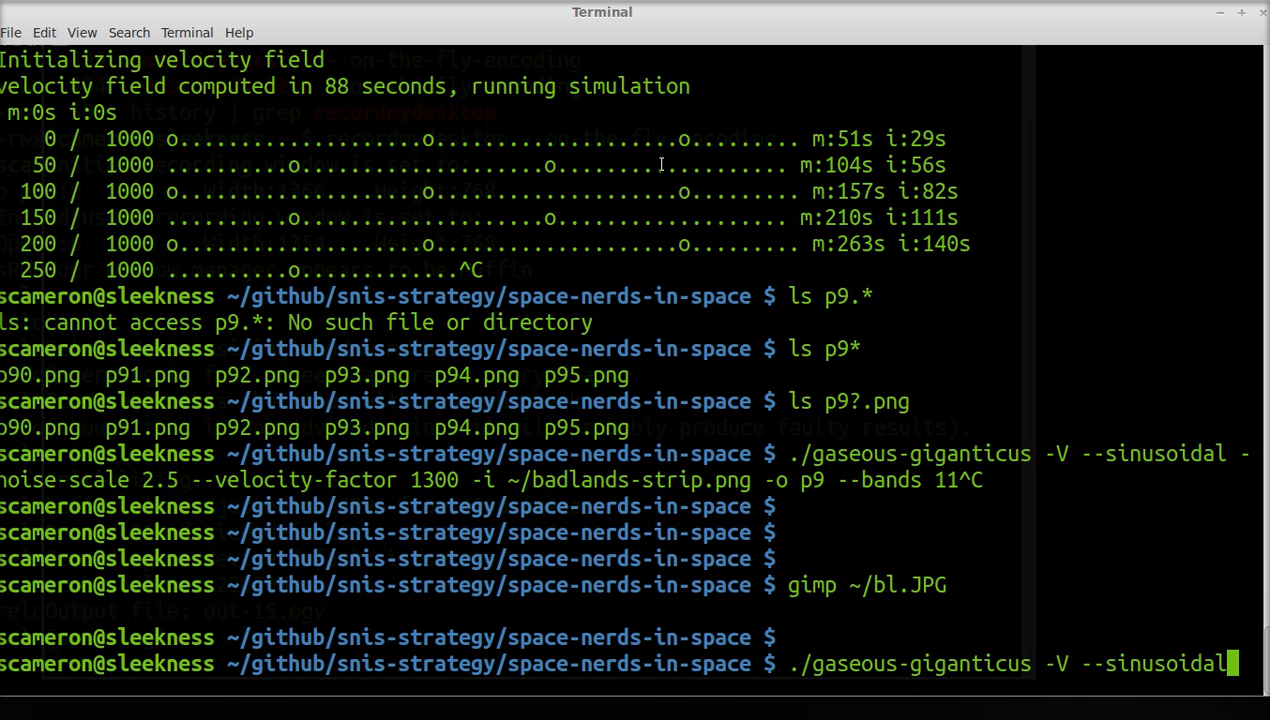 Terminal
File Edit View Search Terminal Help
Initializing velocity field
velocity field computed in 88 seconds, running simulation
m:0s i:0s
0 / 1000 o....................o....................o......... m:51s i:29s
50 / 1000 ..........o....................o................... m:104s i:56s
100 / 1000 o....................o....................o......... m:157s i:82s
150 / 1000 ..........o....................o................... m:210s i:111s
200 / 1000 o....................o....................o......... m:263s i:140s
250 / 1000 ..........o.............^C
scameron@sleekness ~/github/snis-strategy/space-nerds-in-space $ ls p9.*
ls: cannot access p9.*: No such file or directory
scameron@sleekness ~/github/snis-strategy/space-nerds-in-space $ ls p9*
p90.png p91.png p92.png p93.png p94.png p95.png
scameron@sleekness ~/github/snis-strategy/space-nerds-in-space $ ls p9?.png
p90.png p91.png p92.png p93.png p94.png p95.png
scameron@sleekness ~/github/snis-strategy/space-nerds-in-space $ ./gaseous-giganticus -V --sinusoidal -
noise-scale 2.5 --velocity-factor 1300 -i ~/badlands-strip.png -o p9 --bands 11^C
scameron@sleekness ~/github/snis-strategy/space-nerds-in-space $
scameron@sleekness ~/github/snis-strategy/space-nerds-in-space $
scameron@sleekness ~/github/snis-strategy/space-nerds-in-space $
scameron@sleekness ~/github/snis-strategy/space-nerds-in-space $ gimp ~/bl.JPG
Output file: out-15.ogv
scameron@sleekness ~/github/snis-strategy/space-nerds-in-space $
scameron@sleekness ~/github/snis-strategy/space-nerds-in-space $ ./gaseous-giganticus -V --sinusoidal